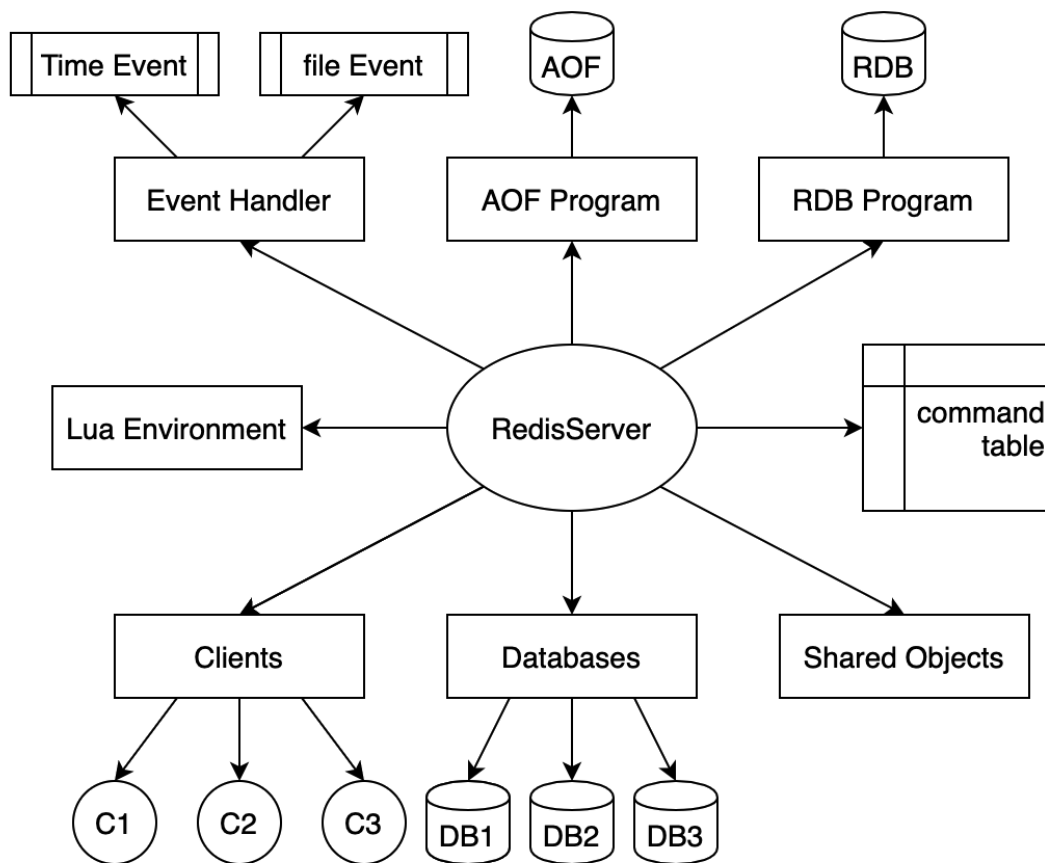 Time Event
file Event
AOF
RDB
Event Handler
AOF Program
RDB Program
Lua Environment
RedisServer
command
table
Clients
Databases
Shared Objects
C1
C2
C3
DB1
DB2
DB3